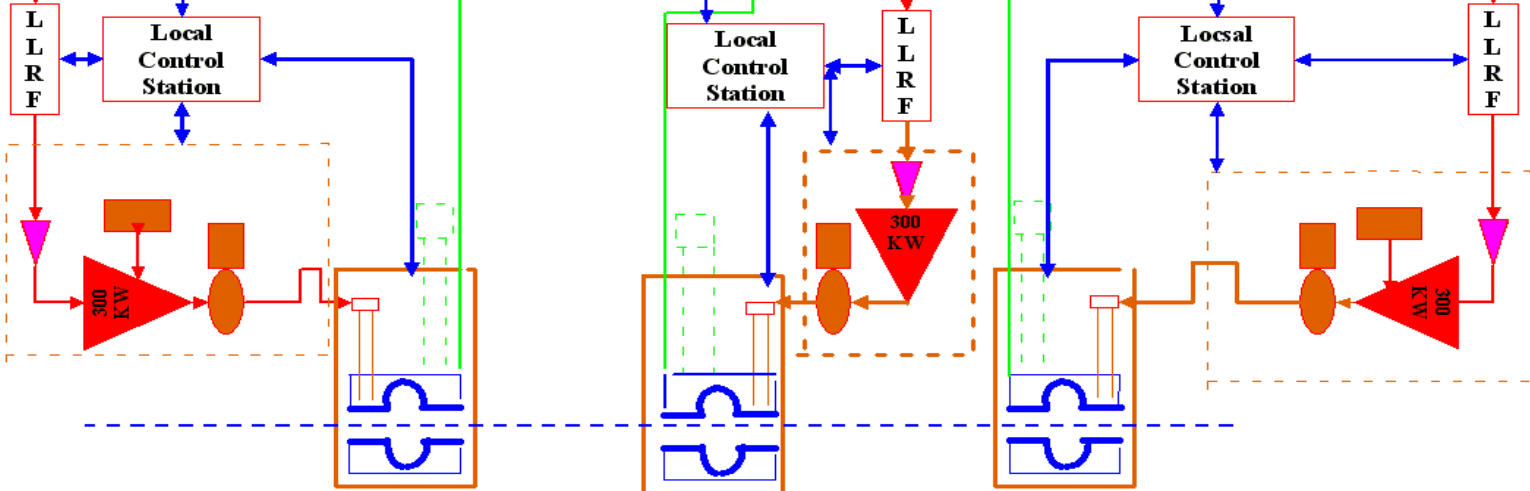 L
L
R
F
Local
Control
Station
Local
Control
Station
L
L
R
F
Locsal
Control
Station
L
L
R
F
300
KW
300
KW
300
KW